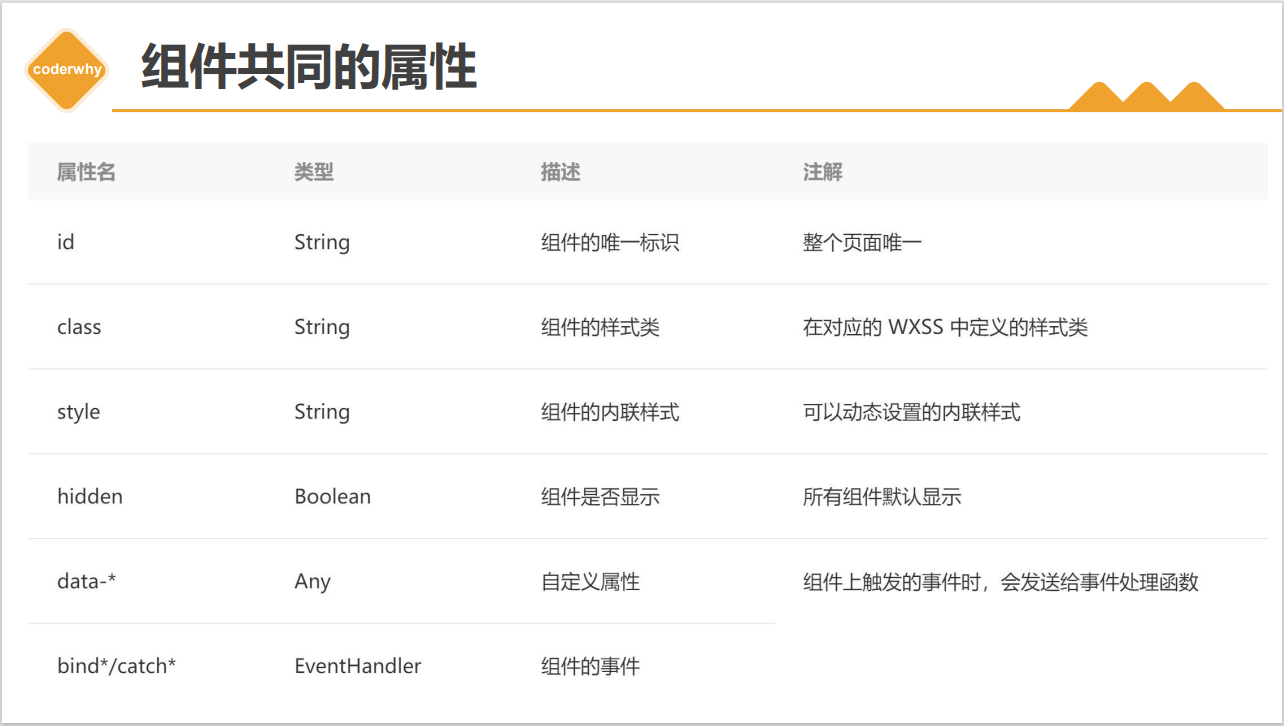 coderwhy
组件共同的属性
属性名 类型 描述 注解
id String 组件的唯一标识 整个页面唯一
class String 组件的样式类 在对应的 WXSS 中定义的样式类
style String 组件的内联样式 可以动态设置的内联样式
hidden Boolean 组件是否显示 所有组件默认显示
data-* Any 自定义属性 组件上触发的事件时，会发送给事件处理函数
bind*/catch* EventHandler 组件的事件